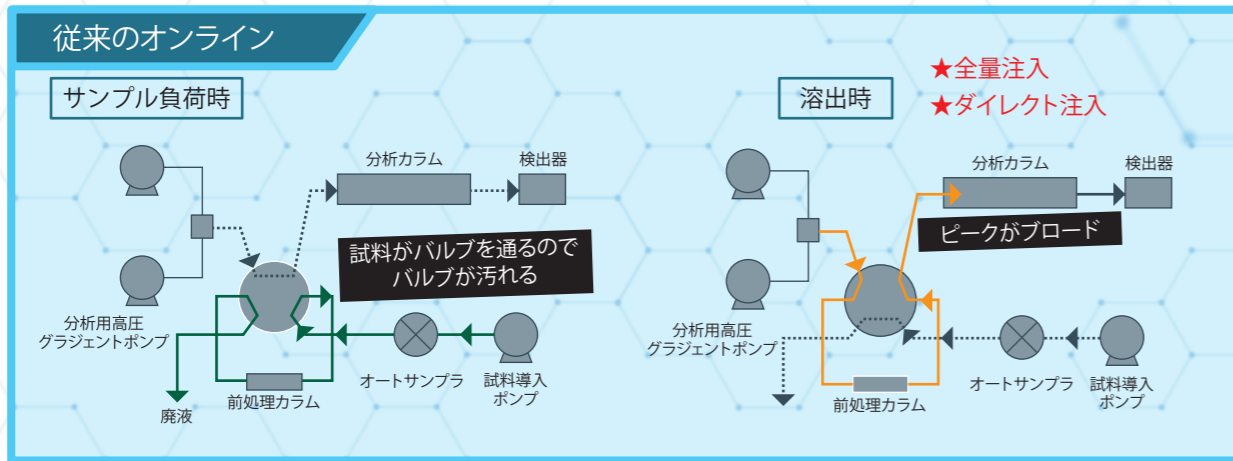 従来のオンライン
サンプル負荷時
分析カラム
検出器
試料がバルブを通るので
バルブが汚れる
分析用高圧
グラジェントポンプ
オートサンプラ
試料導入
ポンプ
前処理カラム
廃液
溶出時
★全量注入
★ダイレクト注入
分析カラム
検出器
ピークがブロード
分析用高圧
グラジェントポンプ
オートサンプラ
試料導入
ポンプ
前処理カラム